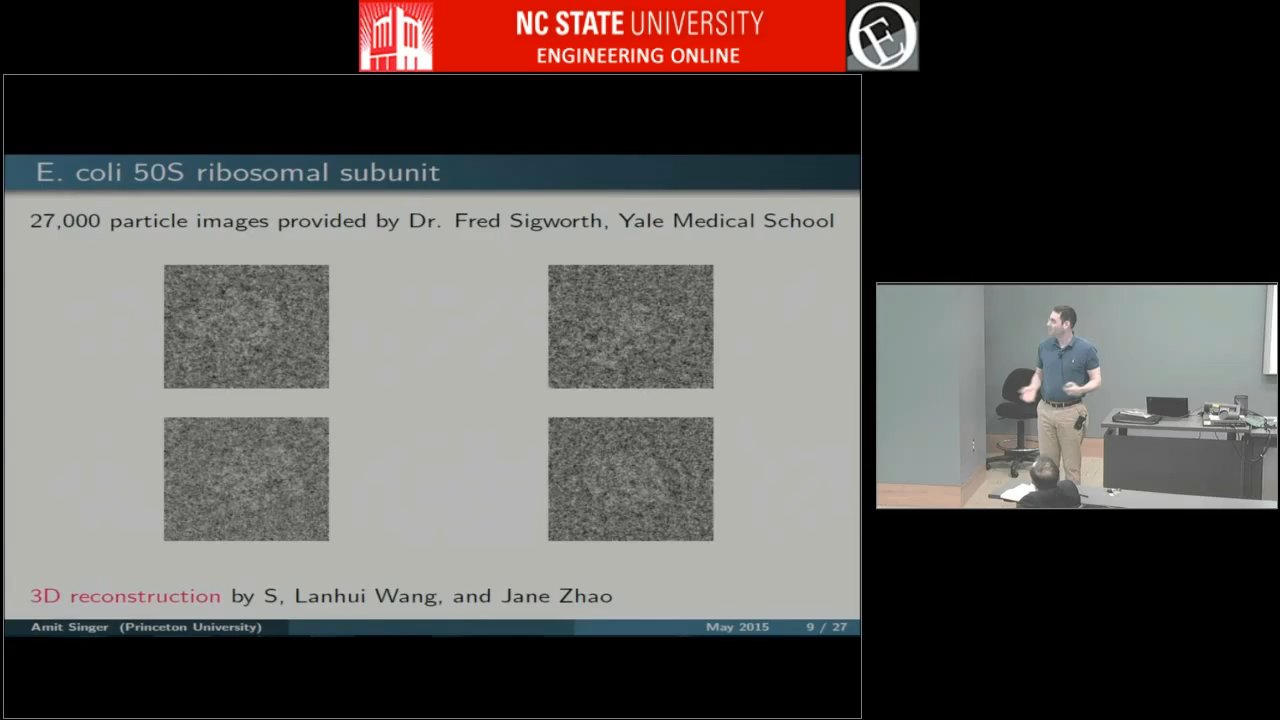 NC STATE UNIVERSITY
ENGINEERING ONLINE
E. coli 50S ribosomal subunit
27,000 particle images provided by Dr. Fred Sigworth, Yale Medical School
3D reconstruction by S, Lanhui Wang, and Jane Zhao
Amit Singer (Princeton University) May 2015 9 / 27